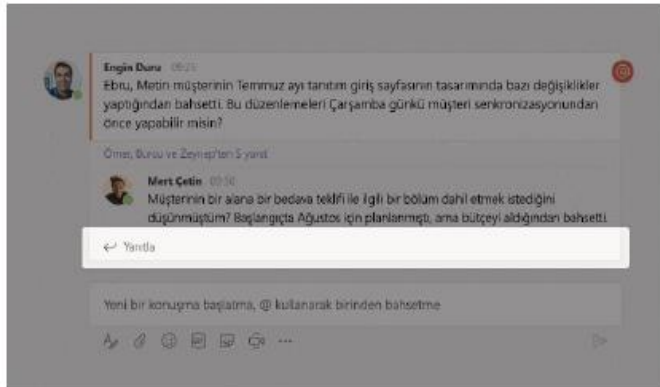 Engin Duru 09:25
Ebru, Metin müşterinin Temmuz ayı tanıtım giriş sayfasının tasarımında bazı değişiklikler
yaptığından bahsetti. Bu düzenlemeleri Çarşamba günkü müşteri senkronizasyonundan
önce yapabilir misin?
Ömer, Burcu ve Zeynep'ten 5 yanıt
Mert Çetin 09:50
Müşterinin bir alana bir bedava teklifi ile ilgili bir bölüm dahil etmek istediğini
düşünmüştüm? Başlangıçta Ağustos için planlanmıştı, ama bütçeyi aldığından bahsetti
Yanıtla
Yeni bir konuşma başlatma, @ kullanarak birinden bahsetme